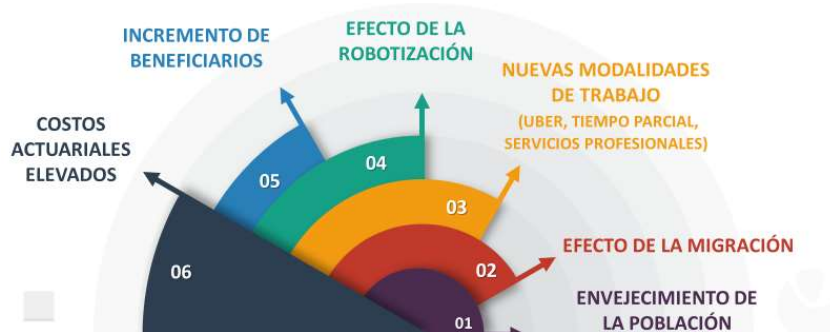 INCREMENTO DE
BENEFICIARIOS
EFECTO DE LA
ROBOTIZACIÓN
NUEVAS MODALIDADES
DE TRABAJO
(UBER, TIEMPO PARCIAL,
SERVICIOS PROFESIONALES)
COSTOS
ACTUARIALES
ELEVADOS
05
04
03
06
02
EFECTO DE LA MIGRACIÓN
01
ENVEJECIMIENTO DE
LA POBLACIÓN